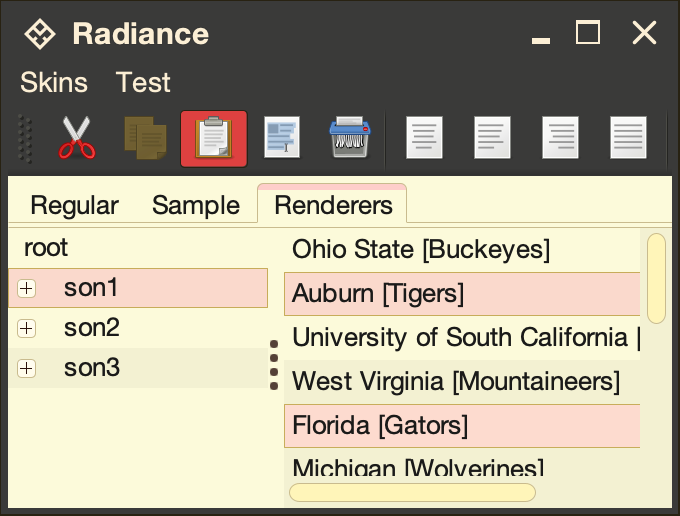 Radiance
Skins Test
Regular Sample Renderers
root
son1
son2
son3
Ohio State [Buckeyes]
Auburn [Tigers]
University of South California [
West Virginia [Mountaineers]
Florida [Gators]
Michigan [Wolverines]